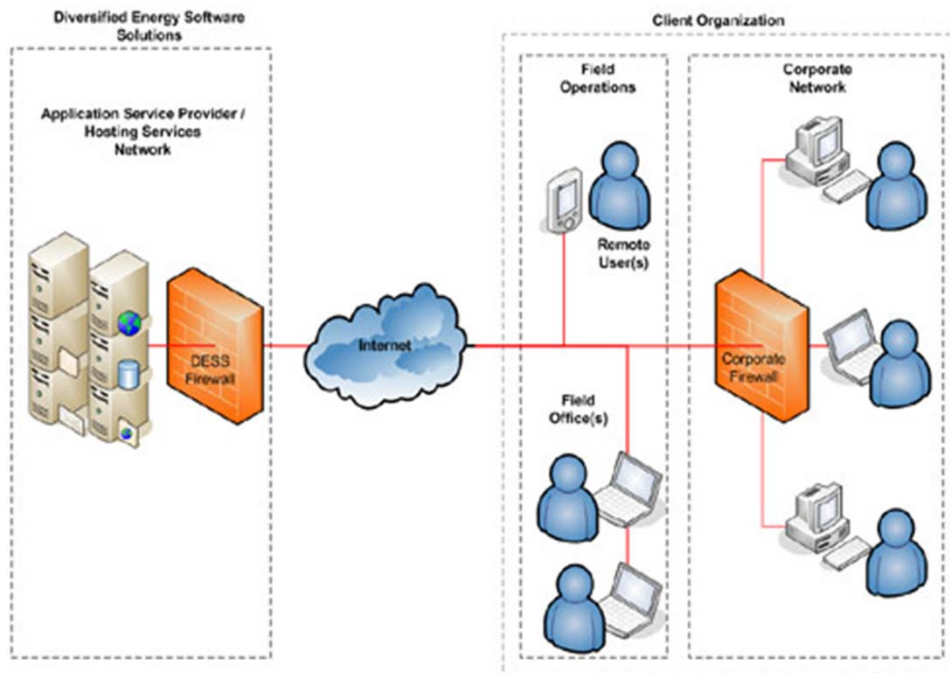 Diversified Energy Software
Solutions
Application Service Provider /
Hosting Services
Network
DESS
Firewall
Internet
Client Organization
Field
Operations
Remote
User(s)
Field
Office(s)
Corporate
Network
Corporate
Firewall